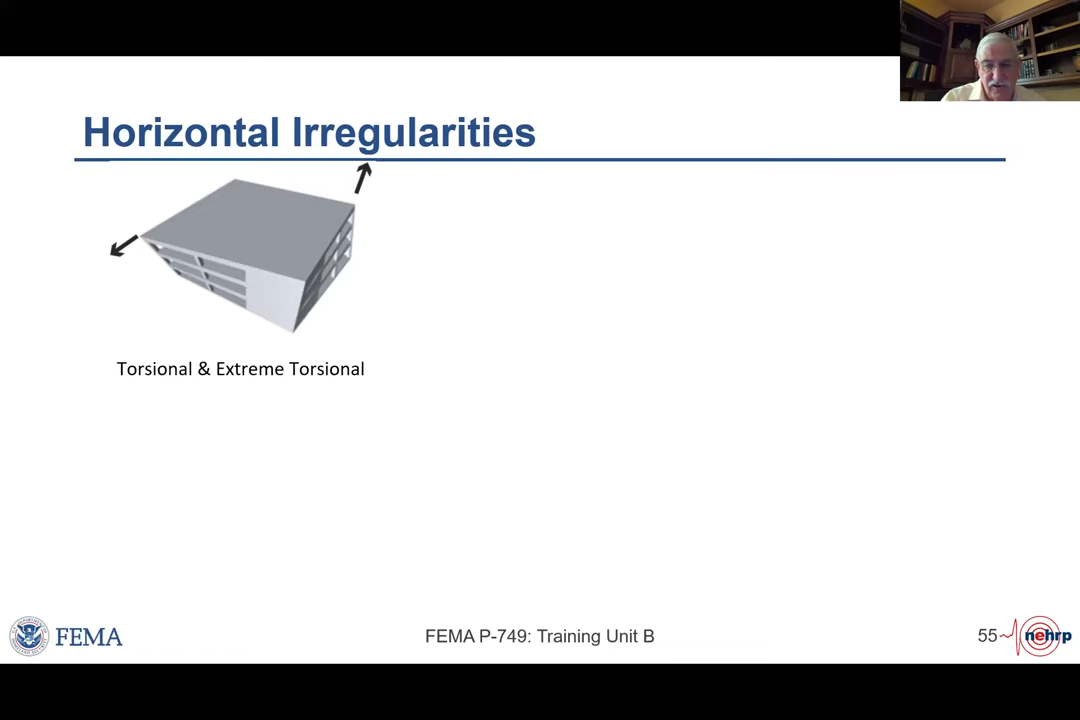 Horizontal Irregularities
Torsional & Extreme Torsional
FEMA
FEMA P-749: Training Unit B
55
nehrp